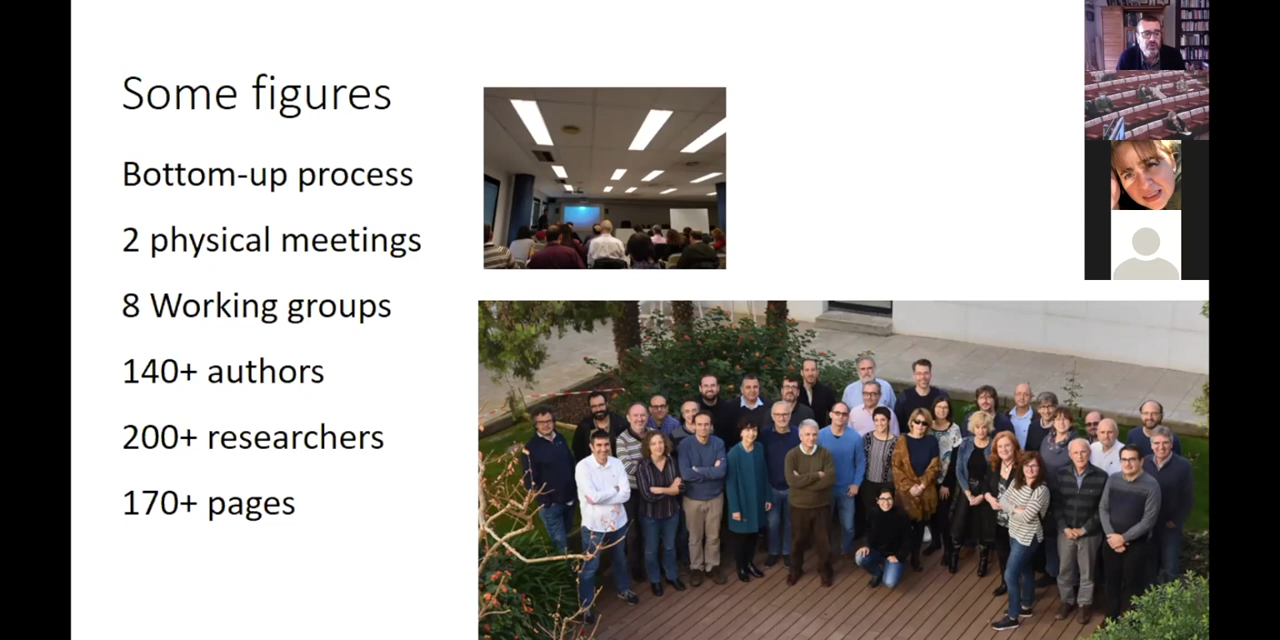 Some figures
Bottom-up process
2 physical meetings
8 Working groups
140+ authors
200+ researchers
170+ pages